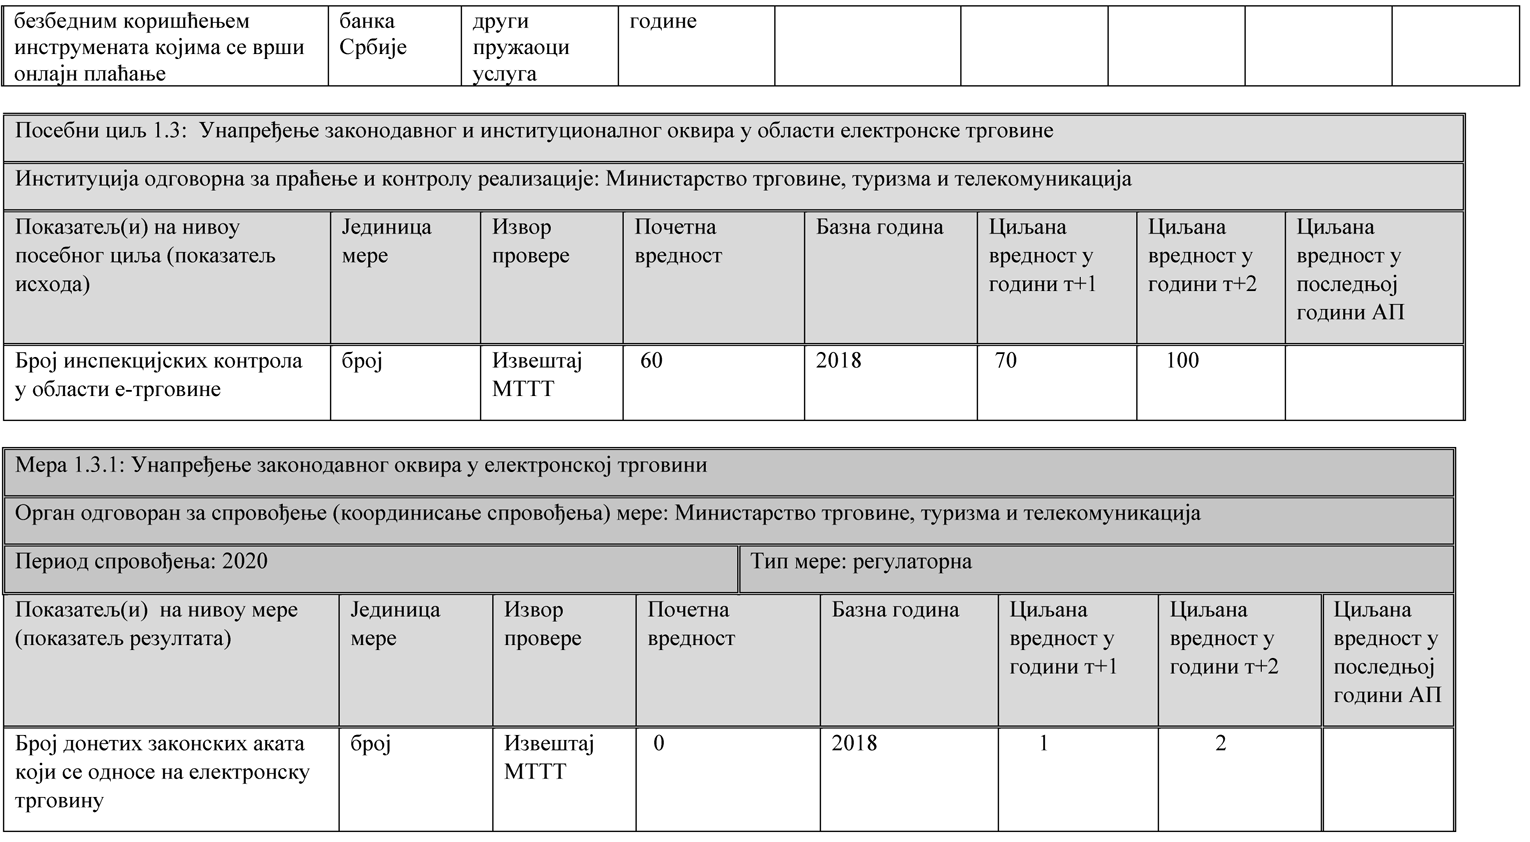 безбедним коришћењем
инструмената којима се врши
онлајн плаћање
банка
Србије
други
пружаоци
услуга
године
Посебни циљ 1.3:  Унапређење законодавног и институционалног оквира у области електронске трговине
Институција одговорна за праћење и контролу реализације: Министарство трговине, туризма и телекомуникација
Показатељ(и) на нивоу
посебног циља (показатељ
исхода)
Јединица
мере
Извор
провере
Почетна
вредност
Базна година
Циљана
вредност у
години т+1
Циљана
вредност у
години т+2
Циљана
вредност у
последњој
години АП
Број инспекцијских контрола
у области е-трговине
број
Извештај
МТТТ
60
2018
70
100
Мера 1.3.1: Унапређење законодавног оквира у електронској трговини
Орган одговоран за спровођење (координисање спровођења) мере: Министарство трговине, туризма и телекомуникација
Период спровођења: 2020
Тип мере: регулаторна
Показатељ(и)  на нивоу мере
(показатељ резултата)
Јединица
мере
Извор
провере
Почетна
вредност
Базна година
Циљана
вредност у
години т+1
Циљана
вредност у
години т+2
Циљана
вредност у
последњој
години АП
Број донетих законских аката
који се односе на електронску
трговину
број
Извештај
МТТТ
0
2018
1
2